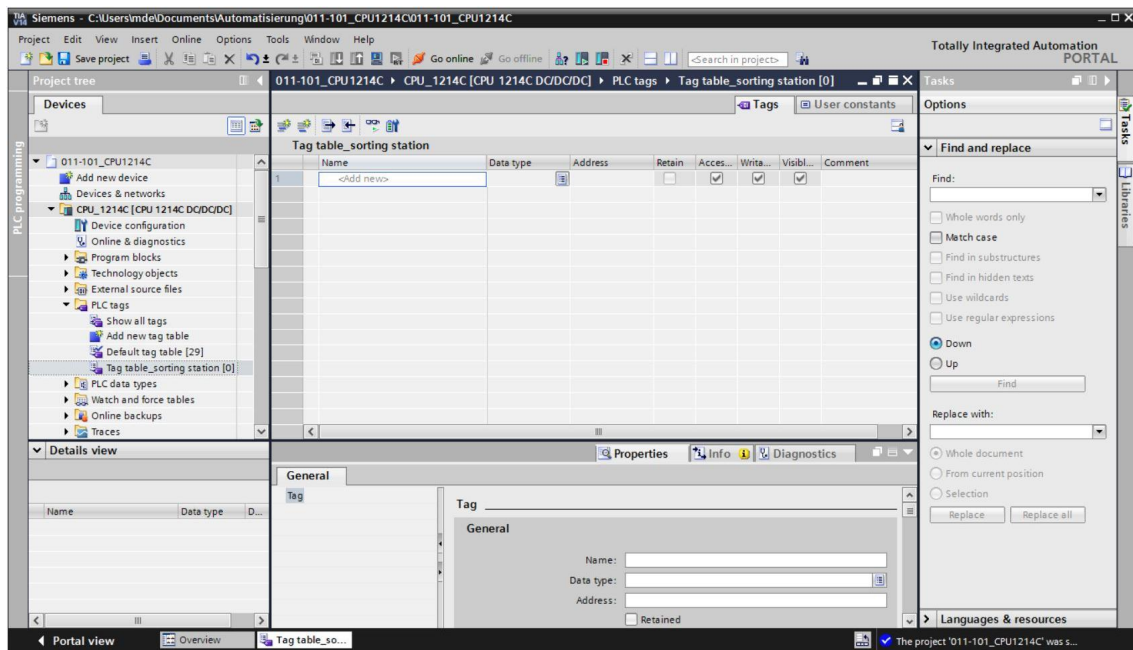 TIA V14 Siemens - C:\Users\mde\Documents\Automatisierung\011-101_CPU1214C\011-101_CPU1214C
Project Edit View Insert Online Options Tools Window Help
Totally Integrated Automation
PORTAL
Save project Go online Go offline <Search in project>
Project tree
011-101_CPU1214C CPU_1214C [CPU 1214C DC/DC/DC] PLC tags Tag table_sorting station [0]
Tasks
Devices
Tags User constants
Options
PLC programming
Tag table_sorting station
Name Data type Address Retain Acces... Writa... Visibl... Comment
1 <Add new>
011-101_CPU1214C
Add new device
Devices & networks
CPU_1214C [CPU 1214C DC/DC/DC]
Device configuration
Online & diagnostics
Program blocks
Technology objects
External source files
PLC tags
Show all tags
Add new tag table
Default tag table [29]
Tag table_sorting station [0]
PLC data types
Watch and force tables
Online backups
Traces
Find and replace
Find:
Whole words only
Match case
Find in substructures
Find in hidden texts
Use wildcards
Use regular expressions
Down
Up
Find
Replace with:
Whole document
From current position
Selection
Replace Replace all
Languages & resources
Tasks
Libraries
Details view
Name Data type D...
Properties Info Diagnostics
General
Tag
Tag
General
Name:
Data type:
Address:
Retained
Portal view Overview Tag table_so... The project '011-101_CPU1214C' was s...